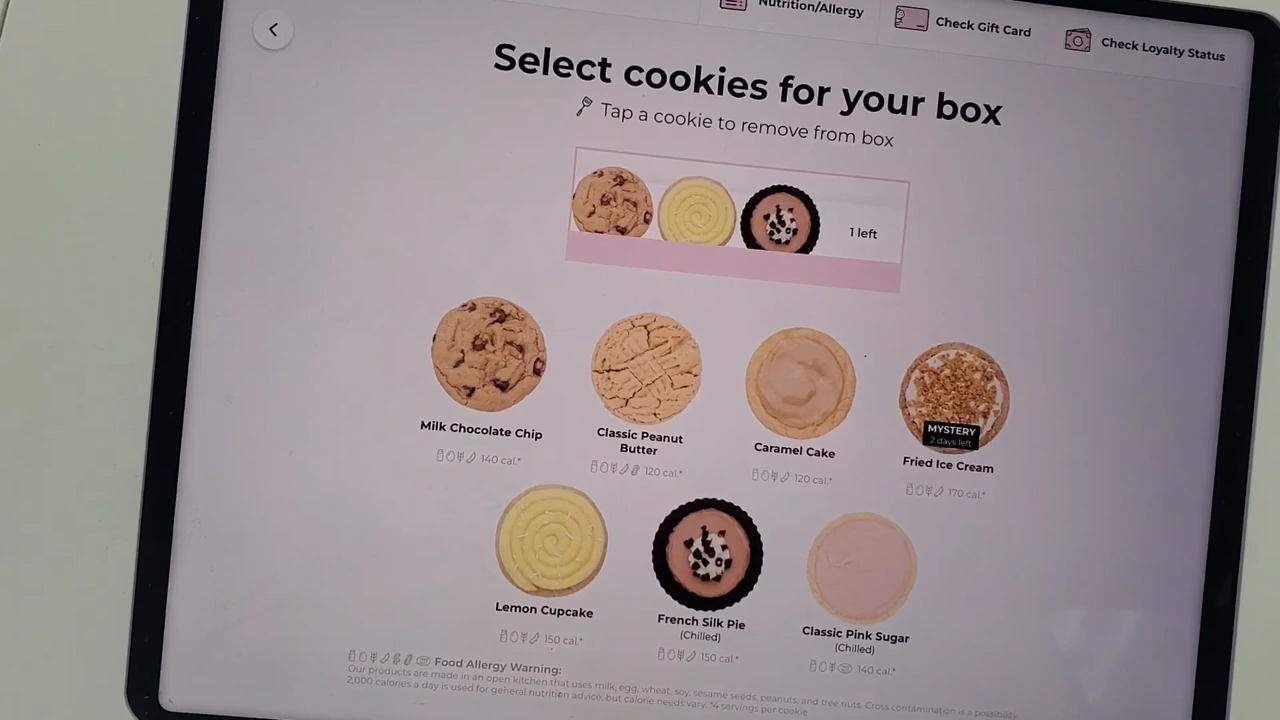 Nutrition/Allergy
Check Gift Card
Check Loyalty Status
Select cookies for your box
Tap a cookie to remove from box
1 left
Milk Chocolate Chip
140 cal.*
Classic Peanut
Butter
120 cal.*
Caramel Cake
120 cal.*
MYSTERY
2 days left
Fried Ice Cream
170 cal.*
Lemon Cupcake
150 cal.*
French Silk Pie
(Chilled)
150 cal.*
Classic Pink Sugar
(Chilled)
140 cal.*
Food Allergy Warning:
Our products are made in an open kitchen that uses milk, egg, wheat, soy, sesame seeds, peanuts, and tree nuts. Cross contamination is a possibility.
2,000 calories a day is used for general nutrition advice, but calorie needs vary. *4 servings per cookie